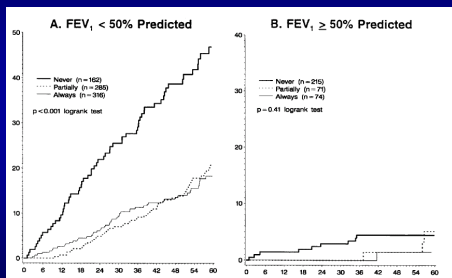 A. FEV1 < 50% Predicted
50
40
30
20
10
0
Never (n=162)
Partially (n=285)
Always (n=316)
p<0.001 logrank test
0 6 12 18 24 30 36 42 48 54 60
B. FEV1 ≥ 50% Predicted
40
30
20
10
0
Never (n=215)
Partially (n=71)
Always (n=74)
p=0.41 logrank test
0 6 12 18 24 30 36 42 48 54 60